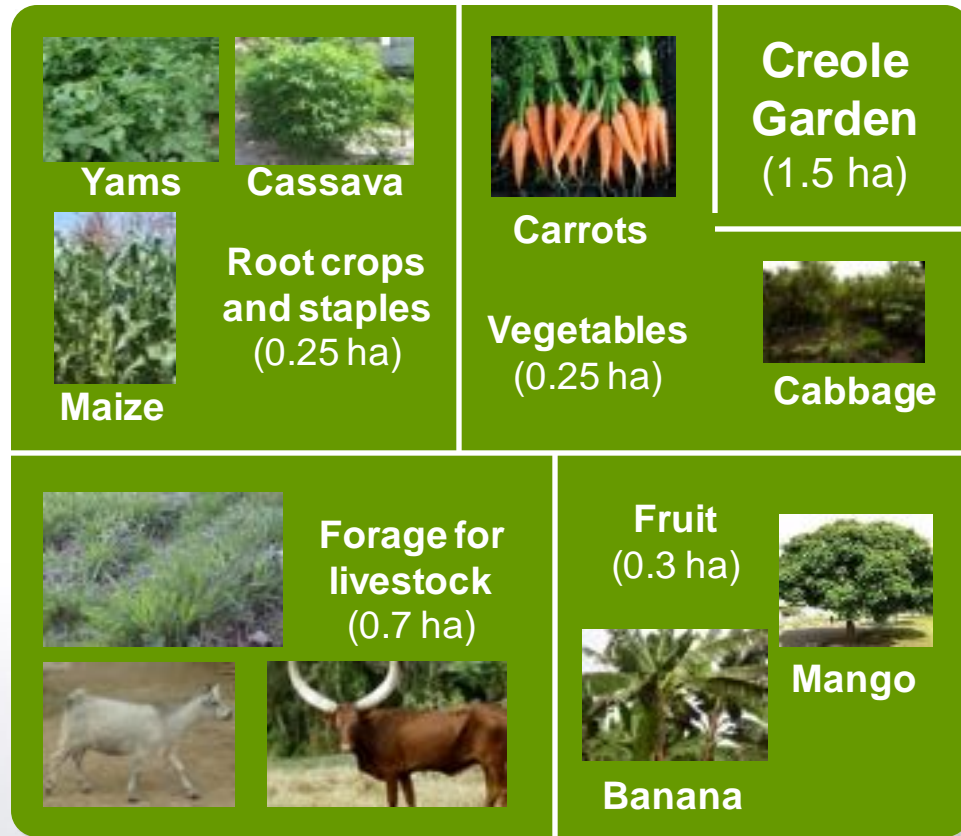 Yams
Cassava
Maize
Root crops
and staples
(0.25 ha)
Carrots
Vegetables
(0.25 ha)
Creole
Garden
(1.5 ha)
Cabbage
Forage for
livestock
(0.7 ha)
Fruit
(0.3 ha)
Mango
Banana